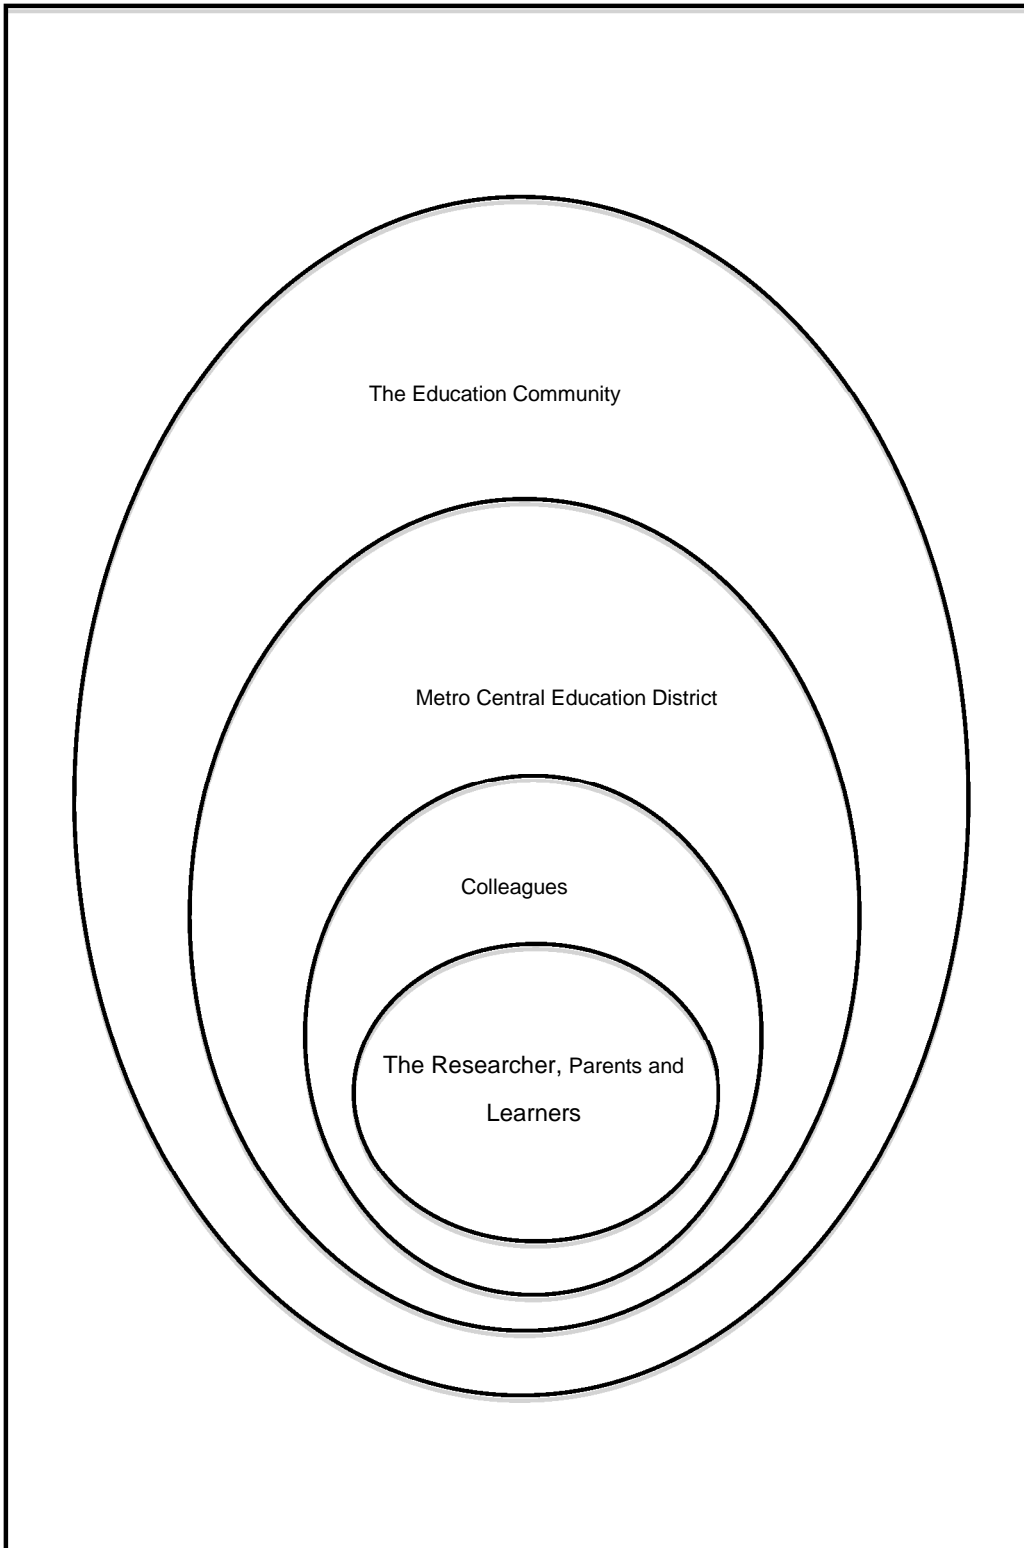 The Education Community
Metro Central Education District
Colleagues
The Researcher, Parents and
Learners